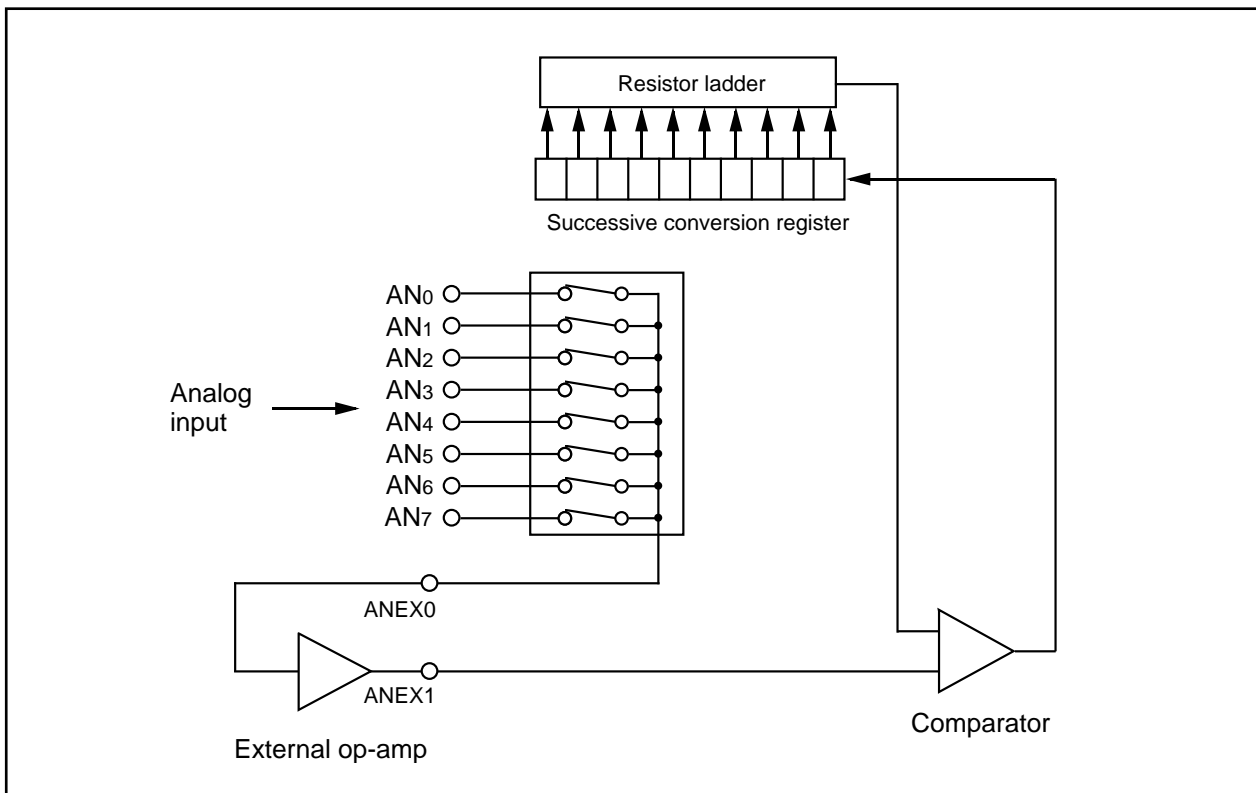 Resistor ladder
Successive conversion register
AN0
AN1
AN2
AN3
AN4
AN5
AN6
AN7
Analog
input
ANEX0
ANEX1
External op-amp
Comparator